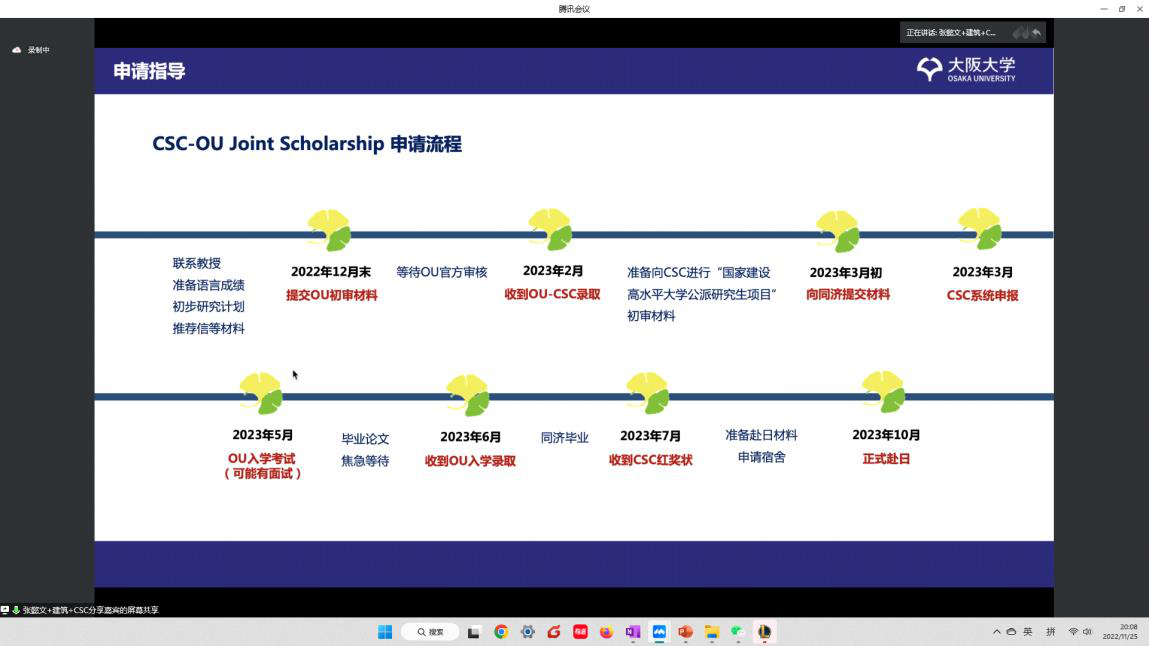 腾讯会议
录制中
正在讲话: 张懿文+建筑+C...
申请指导
大阪大学
OSAKA UNIVERSITY
CSC-OU Joint Scholarship 申请流程
联系教授
准备语言成绩
初步研究计划
推荐信等材料
2022年12月末
提交OU初审材料
等待OU官方审核
2023年2月
收到OU-CSC录取
准备向CSC进行“国家建设
高水平大学公派研究生项目”
初审材料
2023年3月初
向同济提交材料
2023年3月
CSC系统申报
2023年5月
OU入学考试
（可能有面试）
毕业论文
焦急等待
2023年6月
收到OU入学录取
同济毕业
2023年7月
收到CSC红奖状
准备赴日材料
申请宿舍
2023年10月
正式赴日
张懿文+建筑+CSC分享嘉宾的屏幕共享
搜索
英
拼
20:08
2022/11/25